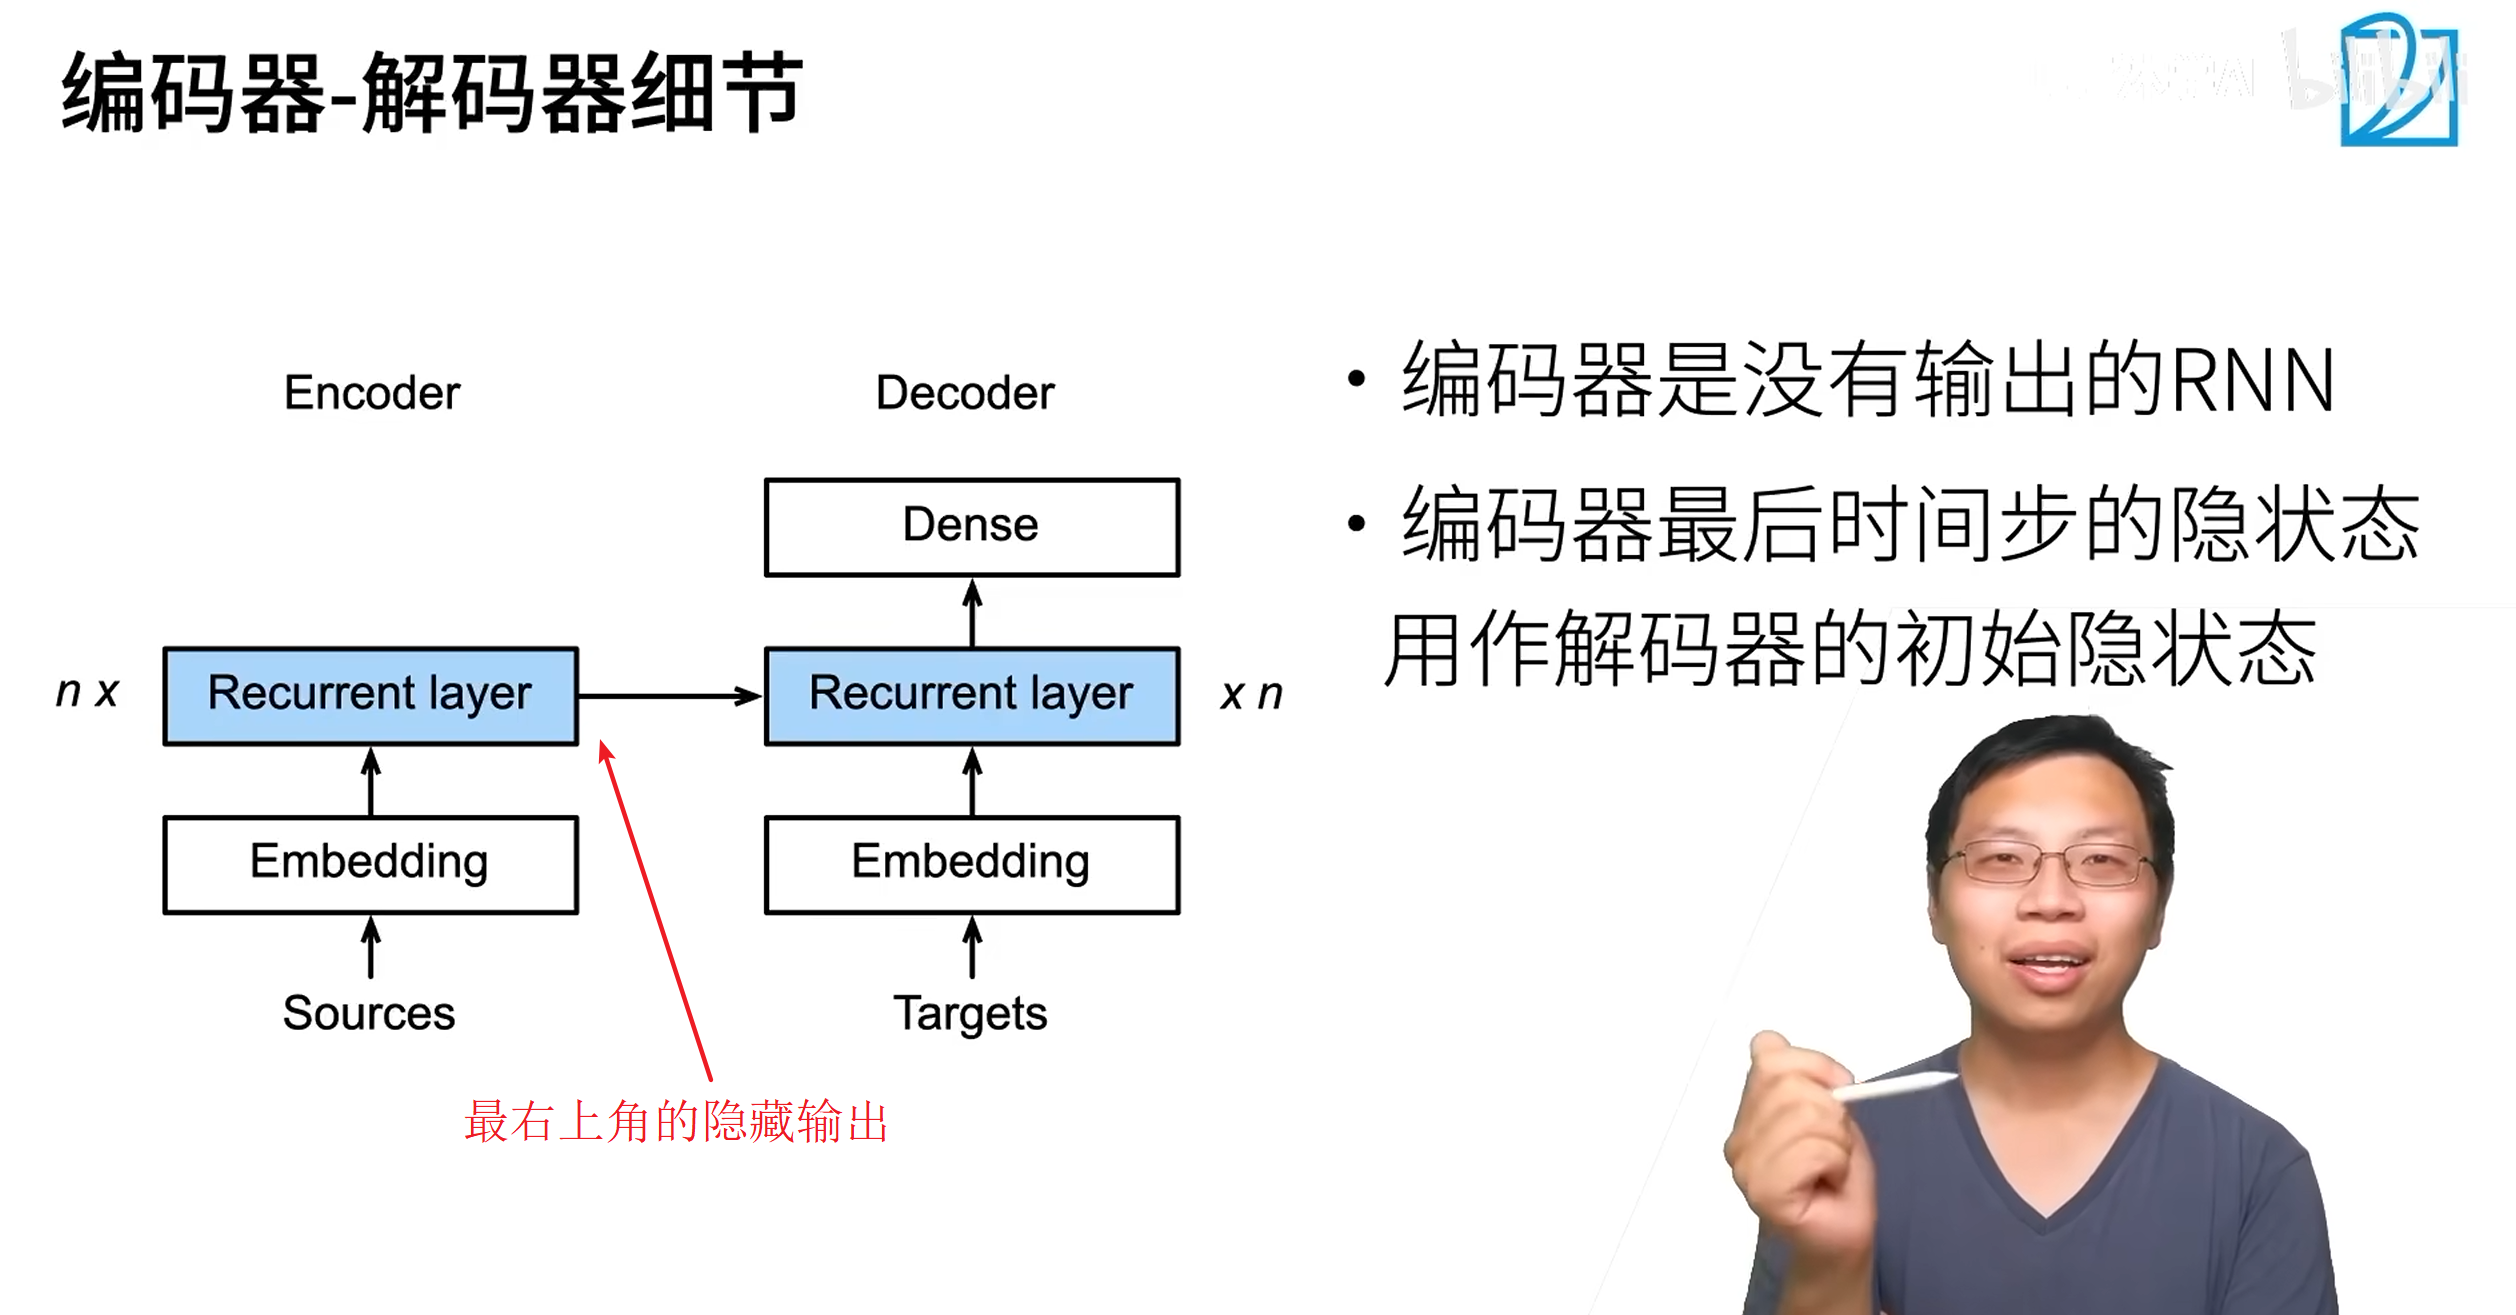 编码器-解码器细节
bilibili
Encoder
Decoder
Dense
n x
Recurrent layer
Recurrent layer
x n
Embedding
Embedding
Sources
Targets
最右上角的隐藏输出
• 编码器是没有输出的RNN
• 编码器最后时间步的隐状态
用作解码器的初始隐状态